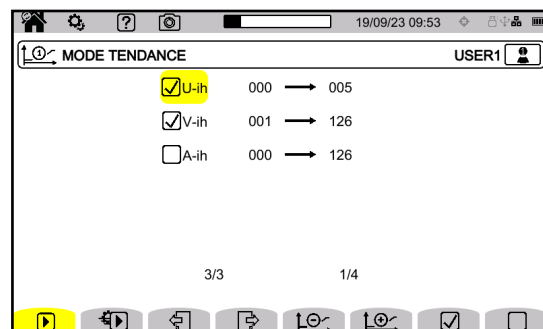 ? 19/09/23 09:53
1 MODE TENDANCE USER1
U-ih 000 → 005
V-ih 001 → 126
A-ih 000 → 126
3/3 1/4